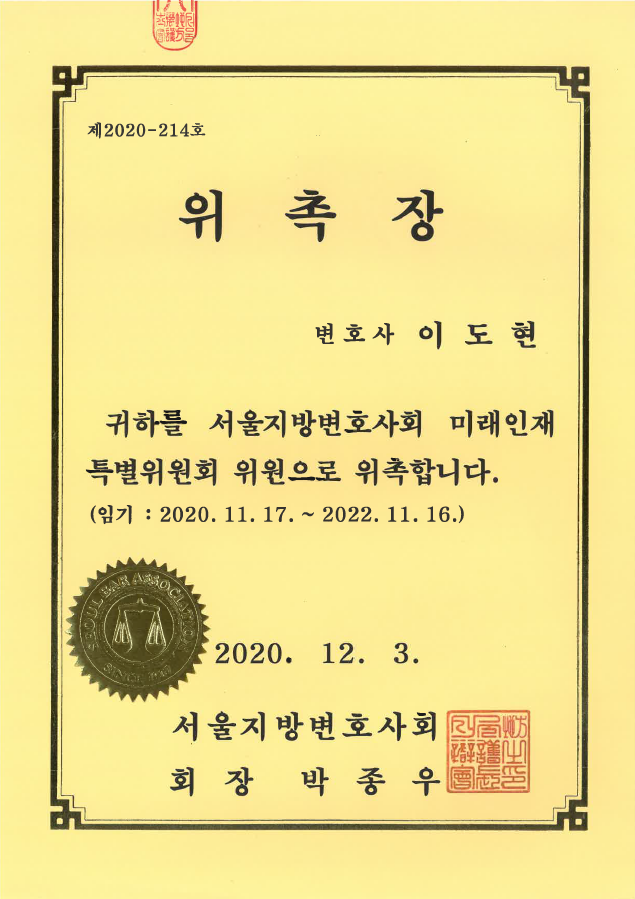 제2020-214호
위 촉 장
변호사 이 도 현
귀하를 서울지방변호사회 미래인재
특별위원회 위원으로 위촉합니다.
(임기 : 2020. 11. 17. ~ 2022. 11. 16.)
SEOUL BAR ASSOCIATION
SINCE
2020. 12. 3.
서울지방변호사회
회 장 박 종 우